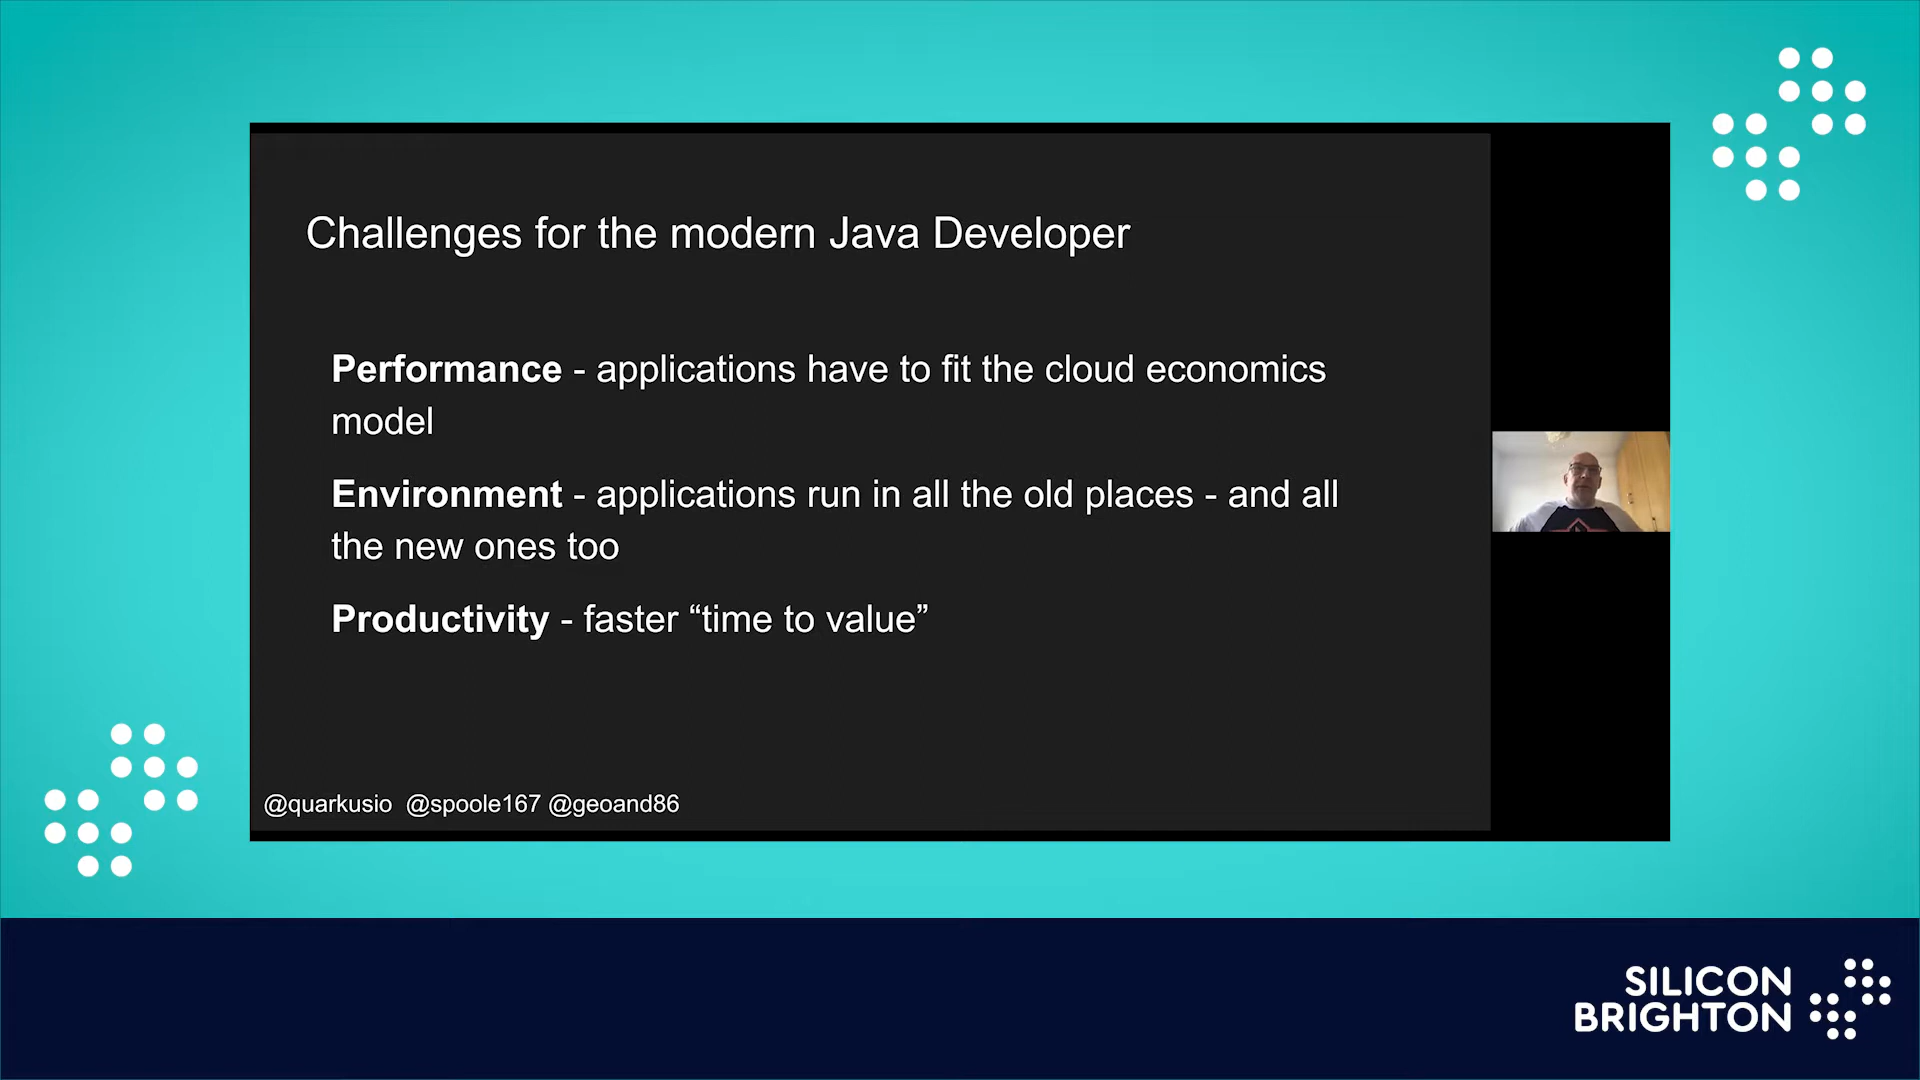 Challenges for the modern Java Developer
Performance - applications have to fit the cloud economics
model
Environment - applications run in all the old places - and all
the new ones too
Productivity - faster “time to value”
@quarkusio @spoole167 @geoand86
SILICON
BRIGHTON